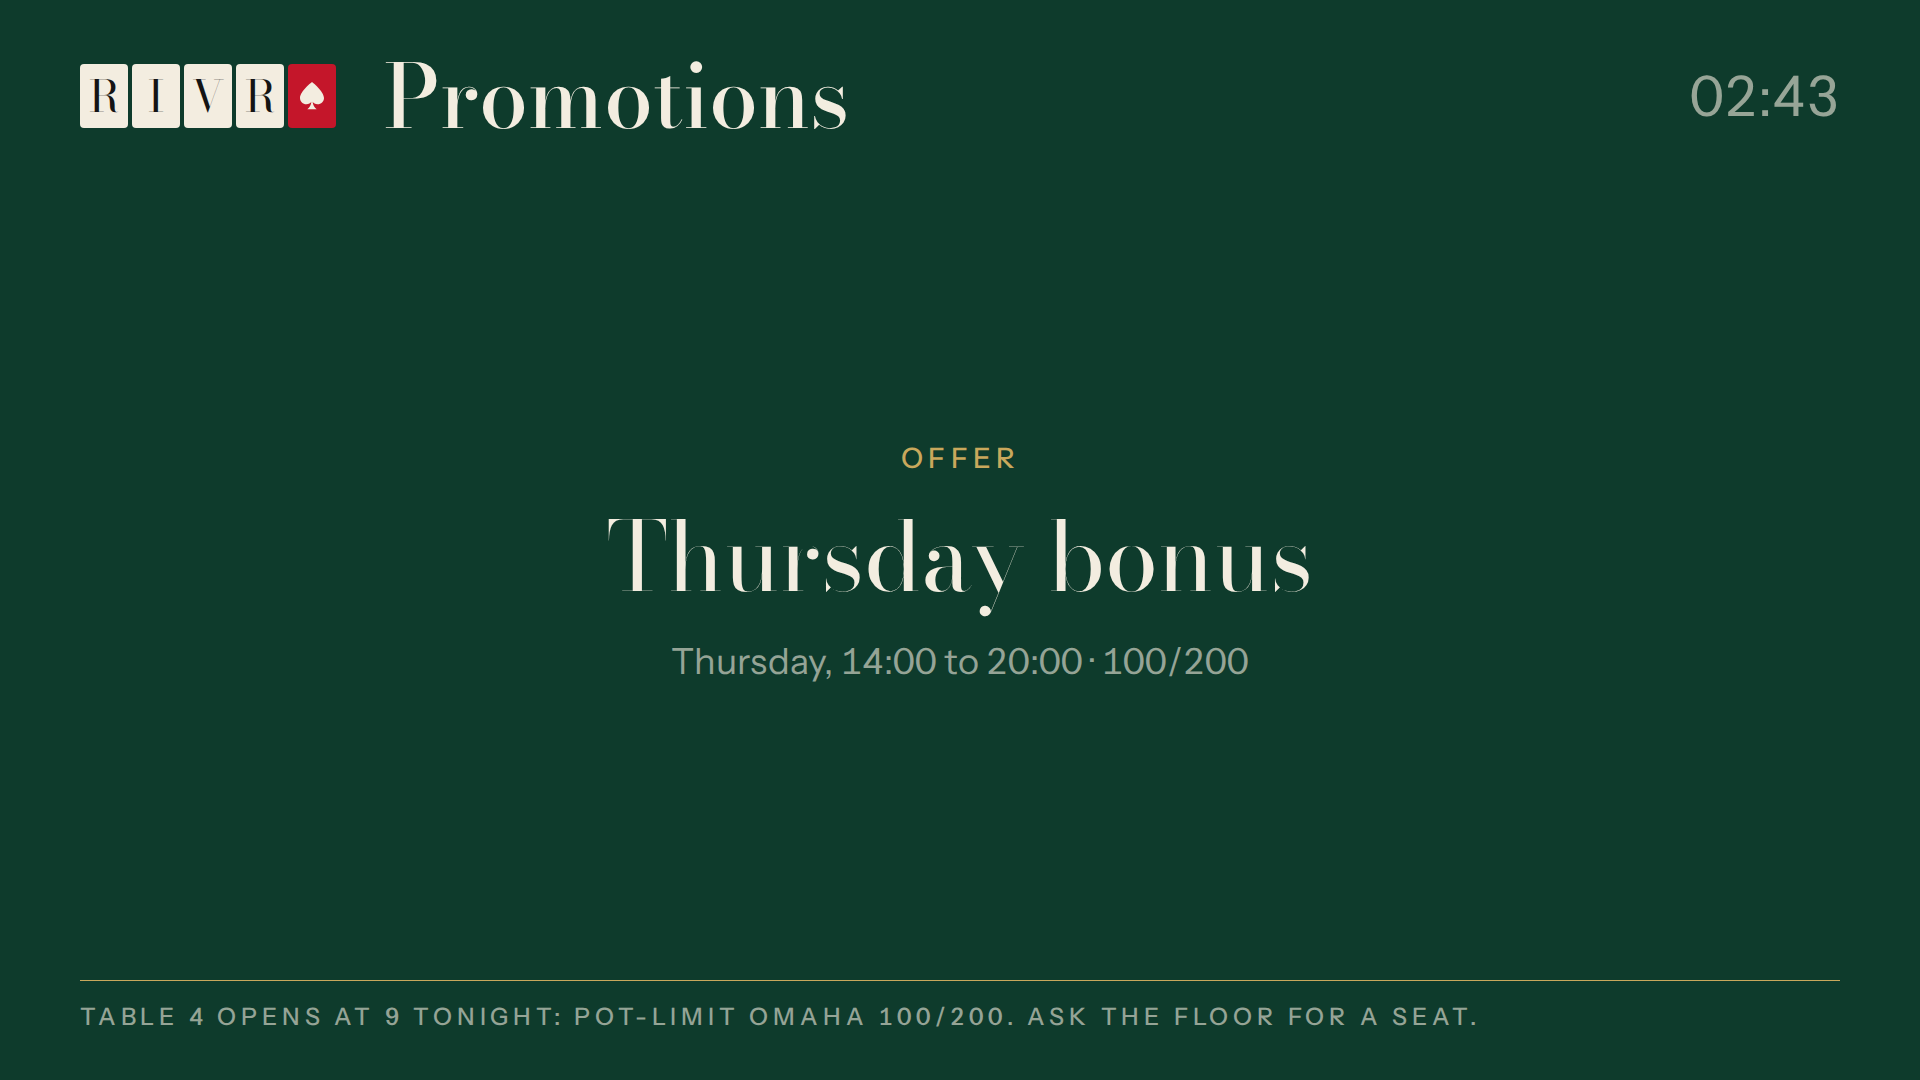 RIVR♠ Promotions 02:43
OFFER
Thursday bonus
Thursday, 14:00 to 20:00 · 100/200
TABLE 4 OPENS AT 9 TONIGHT: POT-LIMIT OMAHA 100/200. ASK THE FLOOR FOR A SEAT.